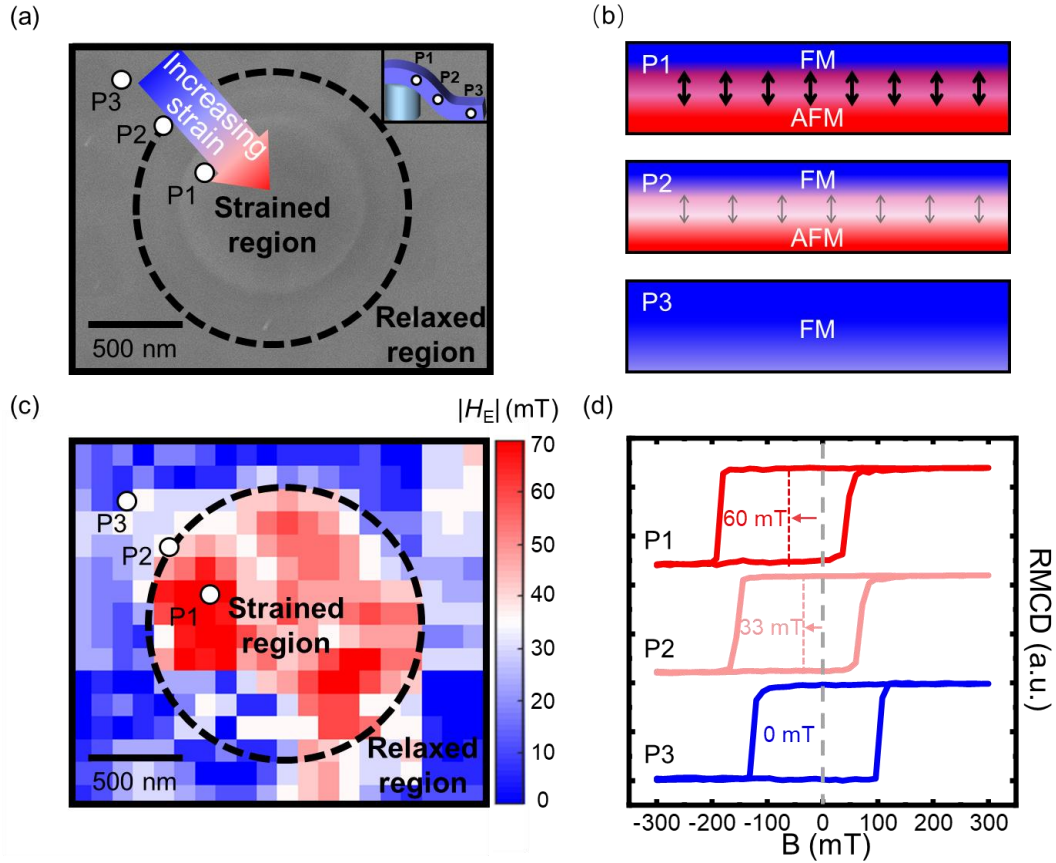 (a)
P3
P2
P1
Increasing
strain
Strained
region
Relaxed
region
500 nm
P1
P2
P3
(b)
P1
FM
AFM
P2
FM
AFM
P3
FM
(c)
|H_E| (mT)
70
60
50
40
30
20
10
0
P3
P2
P1
Strained
region
Relaxed
region
500 nm
(d)
P1
60 mT
P2
33 mT
P3
0 mT
RMCD (a.u.)
-300 -200 -100 0 100 200 300
B (mT)